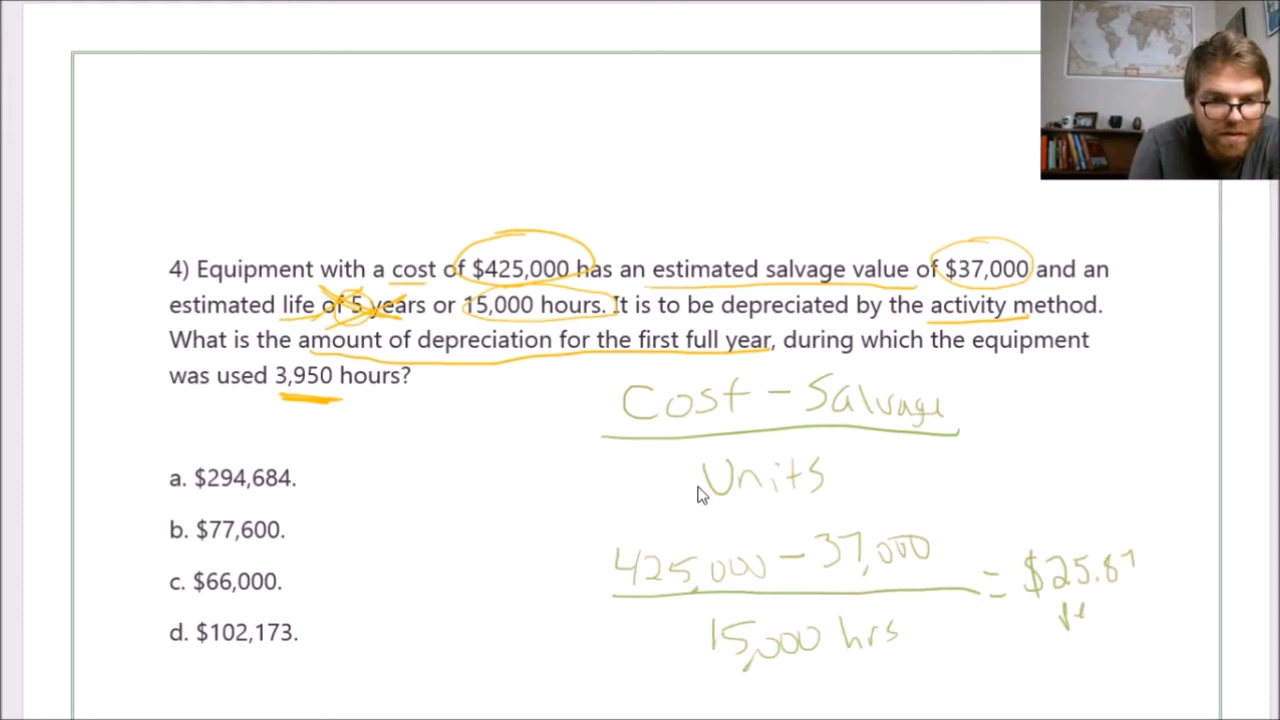 4) Equipment with a cost of $425,000 has an estimated salvage value of $37,000 and an
estimated life of 5 years or 15,000 hours. It is to be depreciated by the activity method.
What is the amount of depreciation for the first full year, during which the equipment
was used 3,950 hours?
Cost - Salvage
Units
a. $294,684.
b. $77,600.
c. $66,000.
d. $102,173.
425,000 - 37,000
= $25.87
15,000 hrs